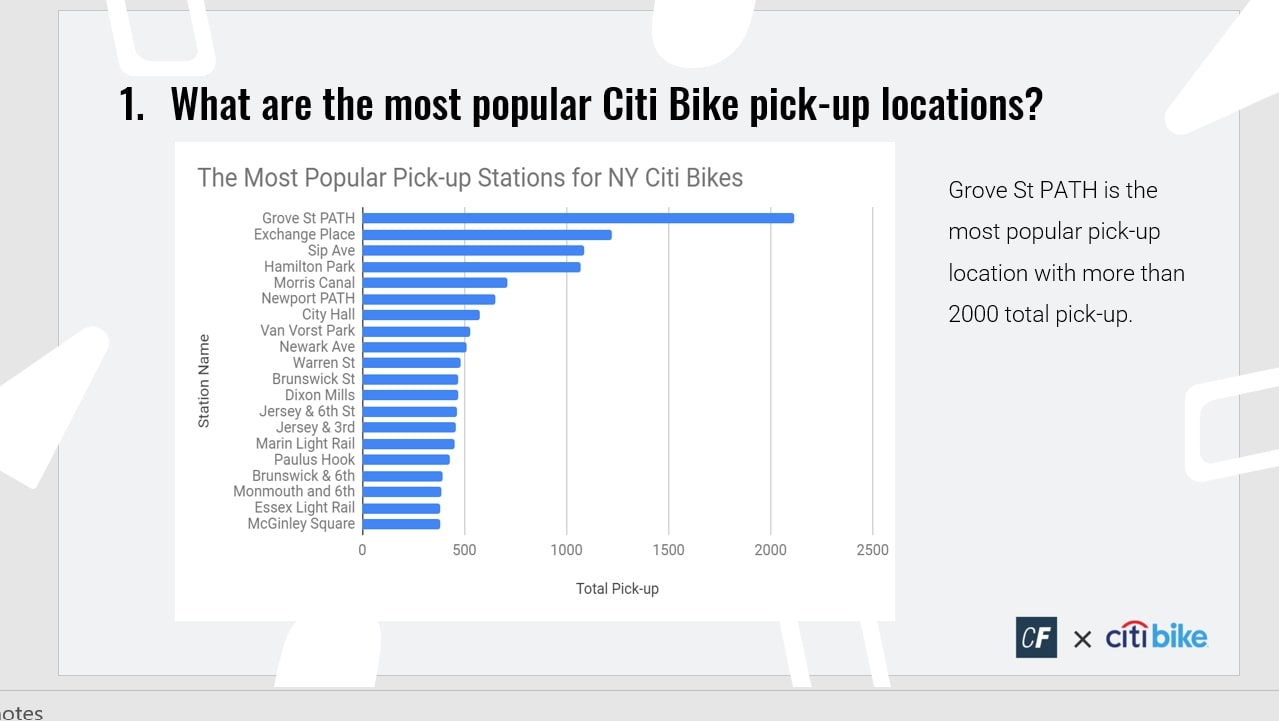 1. What are the most popular Citi Bike pick-up locations?
The Most Popular Pick-up Stations for NY Citi Bikes
Station Name
Grove St PATH
Exchange Place
Sip Ave
Hamilton Park
Morris Canal
Newport PATH
City Hall
Van Vorst Park
Newark Ave
Warren St
Brunswick St
Dixon Mills
Jersey & 6th St
Jersey & 3rd
Marin Light Rail
Paulus Hook
Brunswick & 6th
Monmouth and 6th
Essex Light Rail
McGinley Square
0 500 1000 1500 2000 2500
Total Pick-up
Grove St PATH is the
most popular pick-up
location with more than
2000 total pick-up.
CF × citi bike
notes